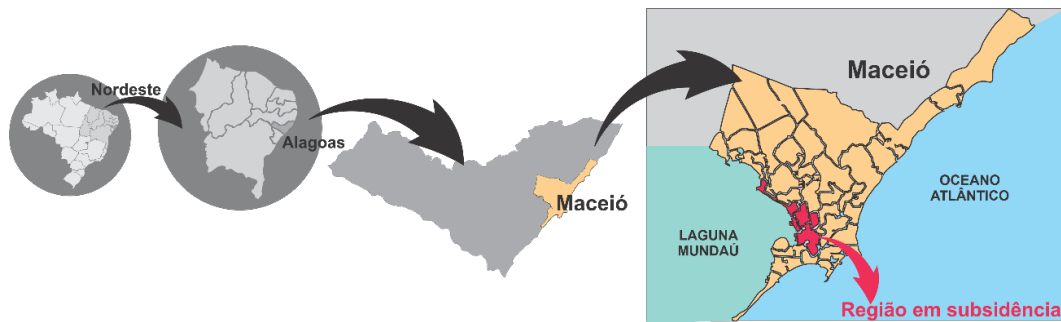 Nordeste
Alagoas
Maceió
Maceió
OCEANO
ATLÂNTICO
LAGUNA
MUNDAÚ
Região em subsidência